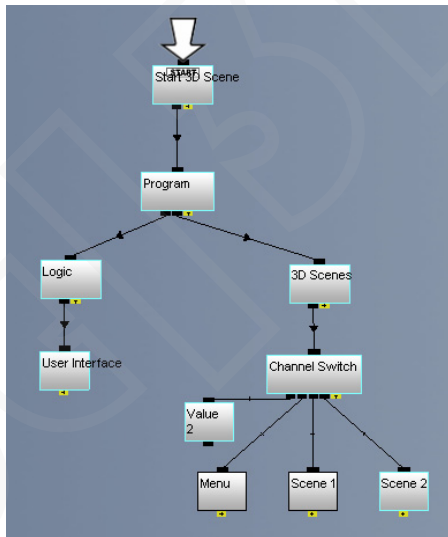 START
Start 3D Scene
Program
Logic
3D Scenes
User Interface
Channel Switch
Value
2
Menu
Scene 1
Scene 2